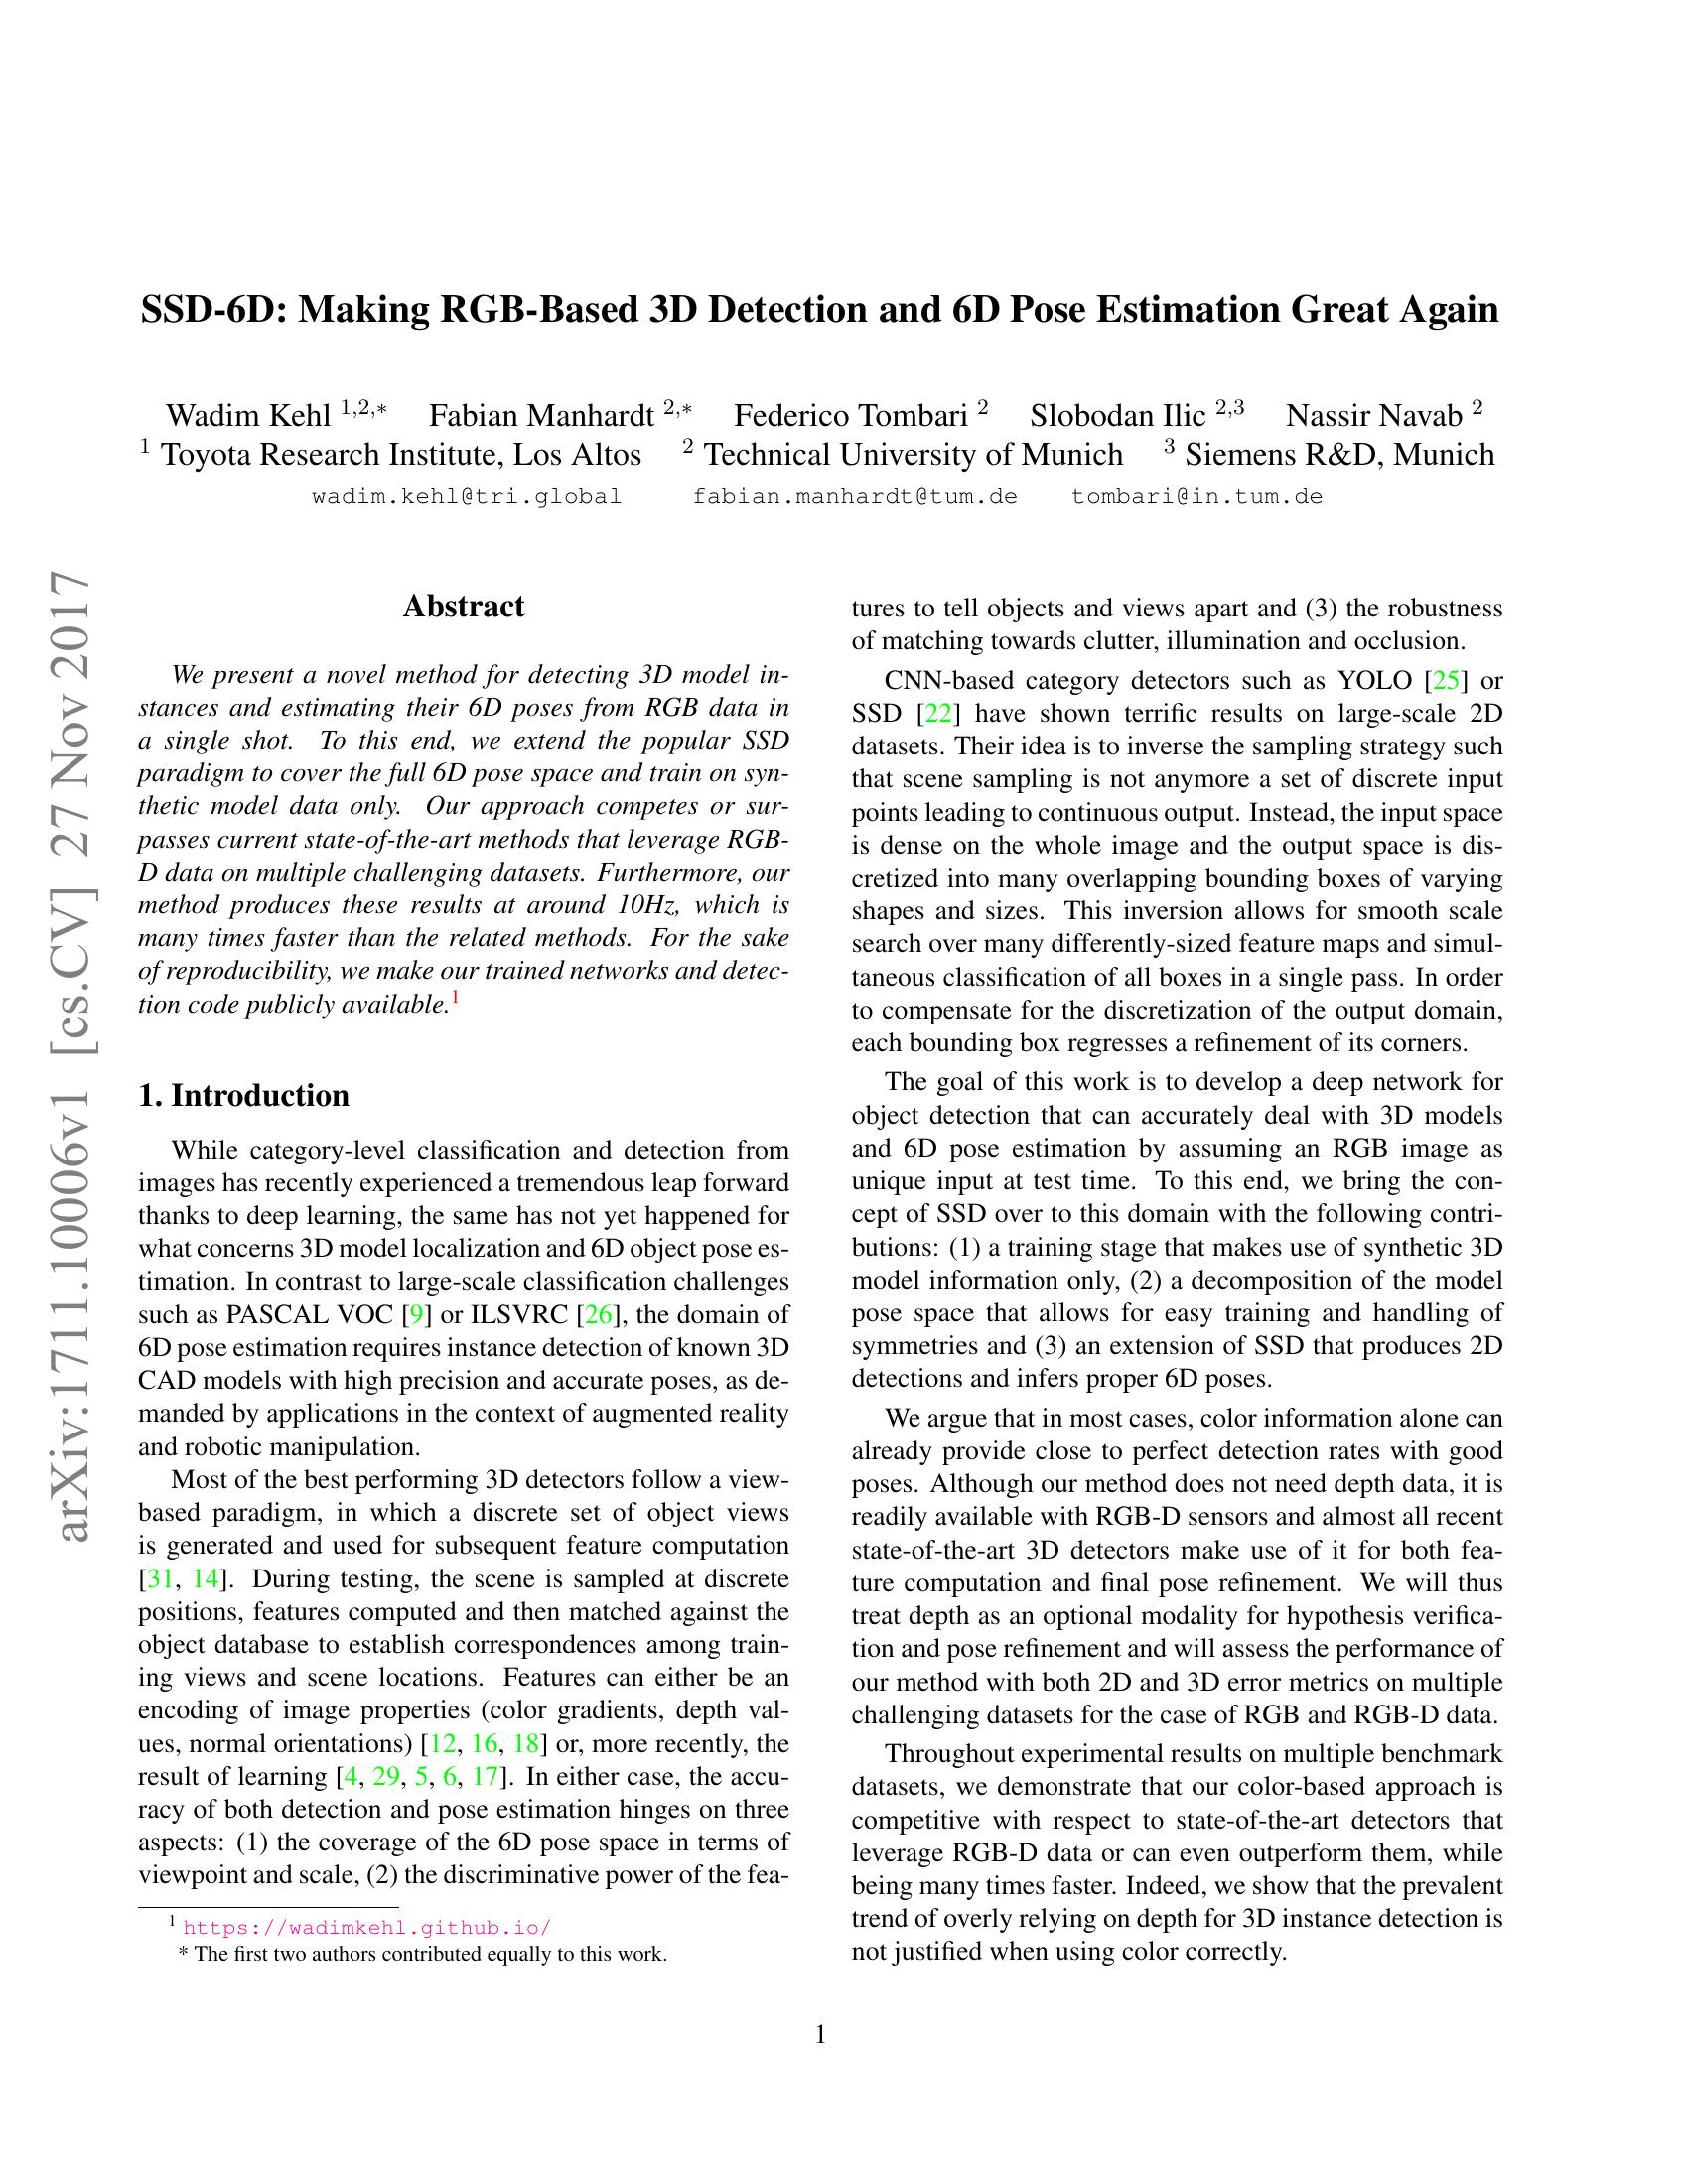 SSD-6D: Making RGB-Based 3D Detection and 6D Pose Estimation Great Again
Wadim Kehl 1,2,∗ Fabian Manhardt 2,∗ Federico Tombari 2 Slobodan Ilic 2,3 Nassir Navab 2
1 Toyota Research Institute, Los Altos 2 Technical University of Munich 3 Siemens R&D, Munich
wadim.kehl@tri.global fabian.manhardt@tum.de tombari@in.tum.de
arXiv:1711.10006v1 [cs.CV] 27 Nov 2017
Abstract
We present a novel method for detecting 3D model in-
stances and estimating their 6D poses from RGB data in
a single shot. To this end, we extend the popular SSD
paradigm to cover the full 6D pose space and train on syn-
thetic model data only. Our approach competes or sur-
passes current state-of-the-art methods that leverage RGB-
D data on multiple challenging datasets. Furthermore, our
method produces these results at around 10Hz, which is
many times faster than the related methods. For the sake
of reproducibility, we make our trained networks and detec-
tion code publicly available.1
1. Introduction
While category-level classification and detection from
images has recently experienced a tremendous leap forward
thanks to deep learning, the same has not yet happened for
what concerns 3D model localization and 6D object pose es-
timation. In contrast to large-scale classification challenges
such as PASCAL VOC [9] or ILSVRC [26], the domain of
6D pose estimation requires instance detection of known 3D
CAD models with high precision and accurate poses, as de-
manded by applications in the context of augmented reality
and robotic manipulation.
Most of the best performing 3D detectors follow a view-
based paradigm, in which a discrete set of object views
is generated and used for subsequent feature computation
[31, 14]. During testing, the scene is sampled at discrete
positions, features computed and then matched against the
object database to establish correspondences among train-
ing views and scene locations. Features can either be an
encoding of image properties (color gradients, depth val-
ues, normal orientations) [12, 16, 18] or, more recently, the
result of learning [4, 29, 5, 6, 17]. In either case, the accu-
racy of both detection and pose estimation hinges on three
aspects: (1) the coverage of the 6D pose space in terms of
viewpoint and scale, (2) the discriminative power of the fea-
1 https://wadimkehl.github.io/
* The first two authors contributed equally to this work.
tures to tell objects and views apart and (3) the robustness
of matching towards clutter, illumination and occlusion.
CNN-based category detectors such as YOLO [25] or
SSD [22] have shown terrific results on large-scale 2D
datasets. Their idea is to inverse the sampling strategy such
that scene sampling is not anymore a set of discrete input
points leading to continuous output. Instead, the input space
is dense on the whole image and the output space is dis-
cretized into many overlapping bounding boxes of varying
shapes and sizes. This inversion allows for smooth scale
search over many differently-sized feature maps and simul-
taneous classification of all boxes in a single pass. In order
to compensate for the discretization of the output domain,
each bounding box regresses a refinement of its corners.
The goal of this work is to develop a deep network for
object detection that can accurately deal with 3D models
and 6D pose estimation by assuming an RGB image as
unique input at test time. To this end, we bring the con-
cept of SSD over to this domain with the following contri-
butions: (1) a training stage that makes use of synthetic 3D
model information only, (2) a decomposition of the model
pose space that allows for easy training and handling of
symmetries and (3) an extension of SSD that produces 2D
detections and infers proper 6D poses.
We argue that in most cases, color information alone can
already provide close to perfect detection rates with good
poses. Although our method does not need depth data, it is
readily available with RGB-D sensors and almost all recent
state-of-the-art 3D detectors make use of it for both fea-
ture computation and final pose refinement. We will thus
treat depth as an optional modality for hypothesis verifica-
tion and pose refinement and will assess the performance of
our method with both 2D and 3D error metrics on multiple
challenging datasets for the case of RGB and RGB-D data.
Throughout experimental results on multiple benchmark
datasets, we demonstrate that our color-based approach is
competitive with respect to state-of-the-art detectors that
leverage RGB-D data or can even outperform them, while
being many times faster. Indeed, we show that the prevalent
trend of overly relying on depth for 3D instance detection is
not justified when using color correctly.
1